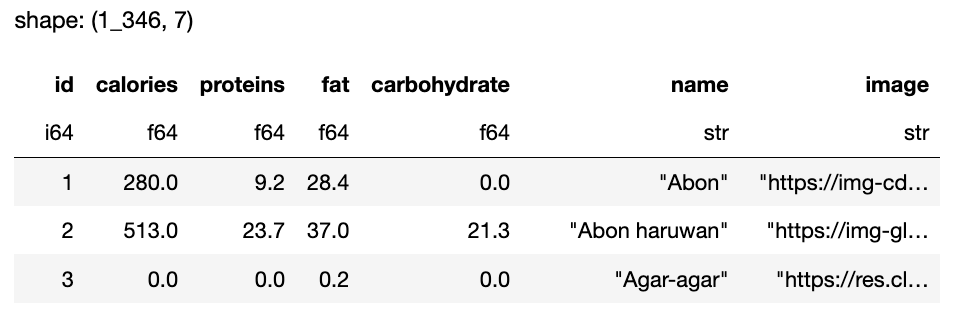 shape: (1_346, 7)
id calories proteins fat carbohydrate name image
i64 f64 f64 f64 f64 str str
1 280.0 9.2 28.4 0.0 "Abon" "https://img-cd…
2 513.0 23.7 37.0 21.3 "Abon haruwan" "https://img-gl…
3 0.0 0.0 0.2 0.0 "Agar-agar" "https://res.cl…